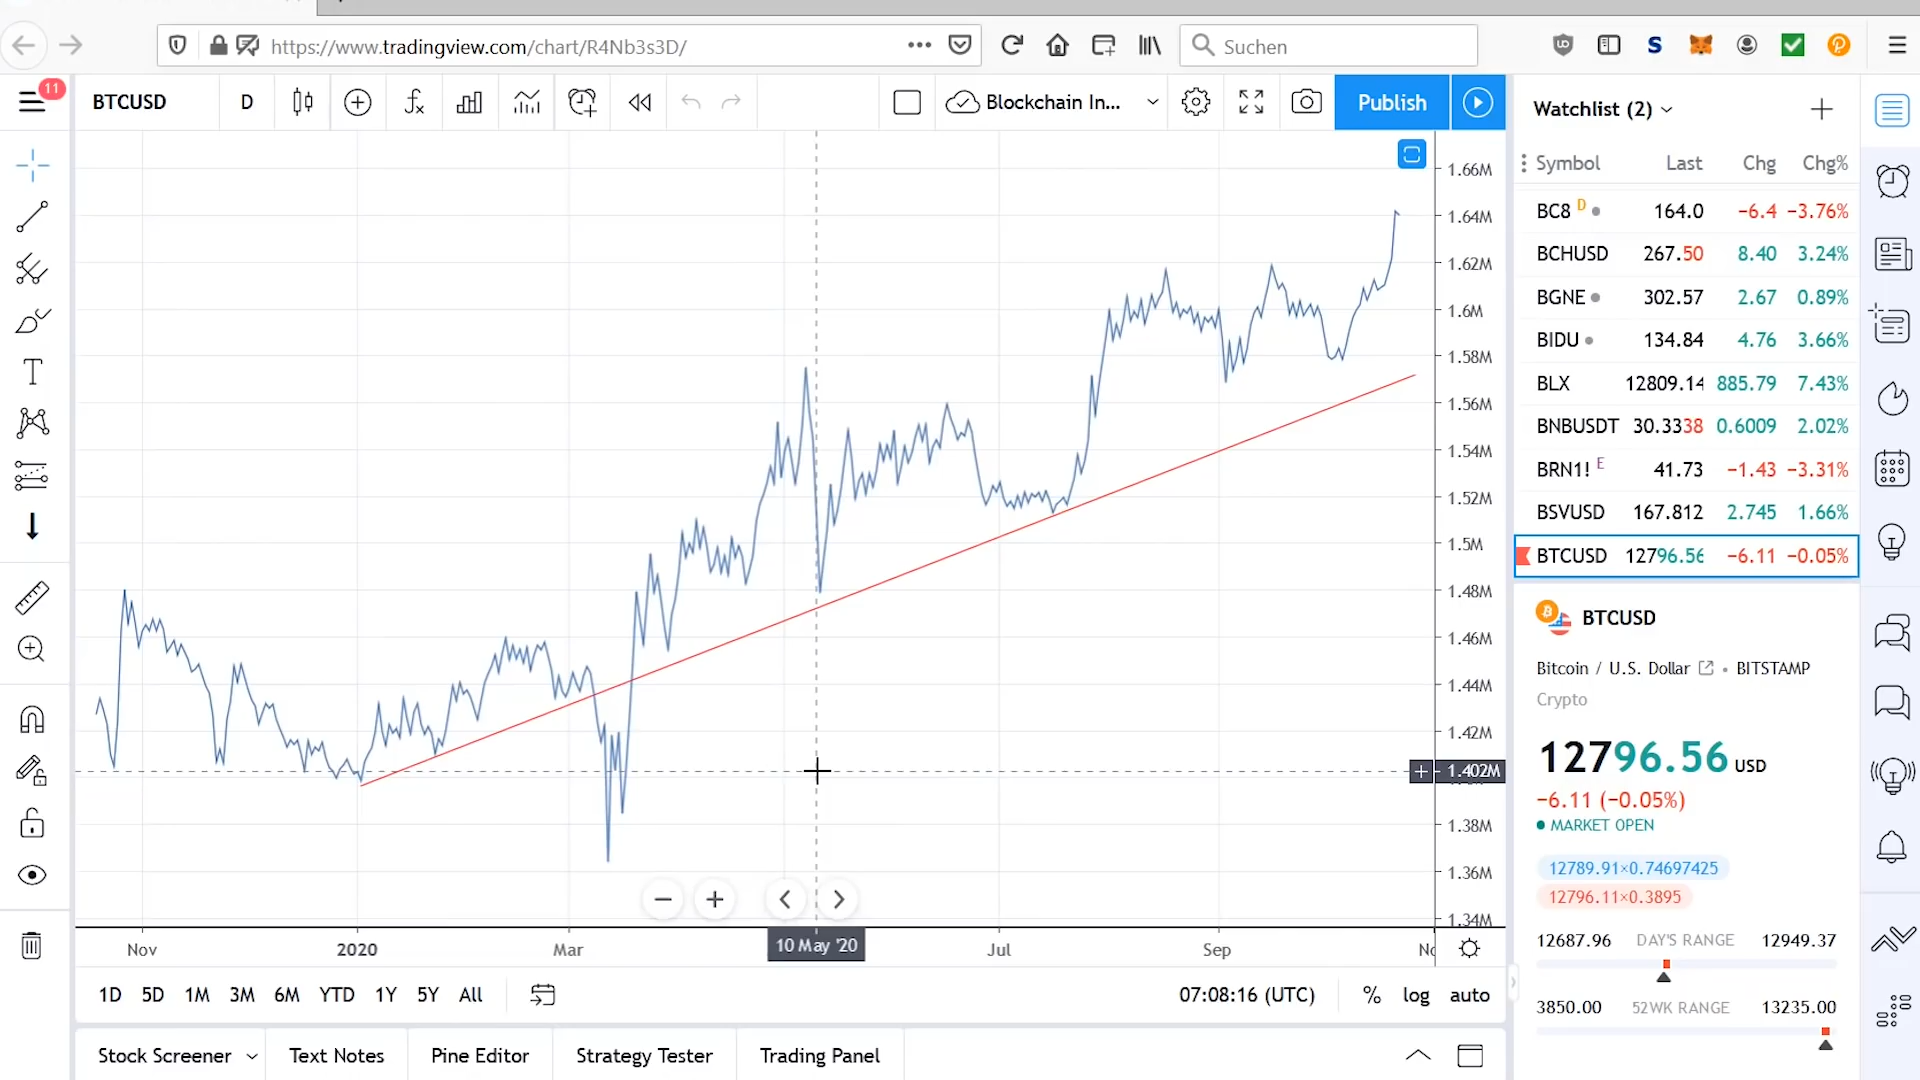 https://www.tradingview.com/chart/R4Nb3s3D/
Suchen
11
BTCUSD
D
Blockchain In...
Publish
Watchlist (2)
Symbol Last Chg Chg%
BC8 D 164.0 −6.4 −3.76%
BCHUSD 267.50 8.40 3.24%
BGNE 302.57 2.67 0.89%
BIDU 134.84 4.76 3.66%
BLX 12809.14 885.79 7.43%
BNBUSDT 30.3338 0.6009 2.02%
BRN1! E 41.73 −1.43 −3.31%
BSVUSD 167.812 2.745 1.66%
BTCUSD 12796.56 −6.11 −0.05%
BTCUSD
Bitcoin / U.S. Dollar • BITSTAMP
Crypto
12796.56 USD
−6.11 (−0.05%)
MARKET OPEN
12789.91×0.74697425
12796.11×0.3895
12687.96 DAY'S RANGE 12949.37
3850.00 52WK RANGE 13235.00
1.66M
1.64M
1.62M
1.6M
1.58M
1.56M
1.54M
1.52M
1.5M
1.48M
1.46M
1.44M
1.42M
1.402M
1.38M
1.36M
1.34M
Nov 2020 Mar 10 May '20 Jul Sep
1D 5D 1M 3M 6M YTD 1Y 5Y All
07:08:16 (UTC) % log auto
Stock Screener Text Notes Pine Editor Strategy Tester Trading Panel